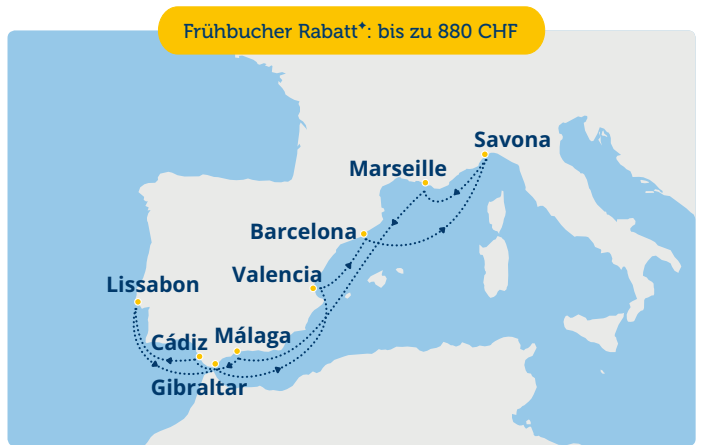 Frühbucher Rabatt✦: bis zu 880 CHF
Savona
Marseille
Barcelona
Valencia
Lissabon
Cádiz
Málaga
Gibraltar